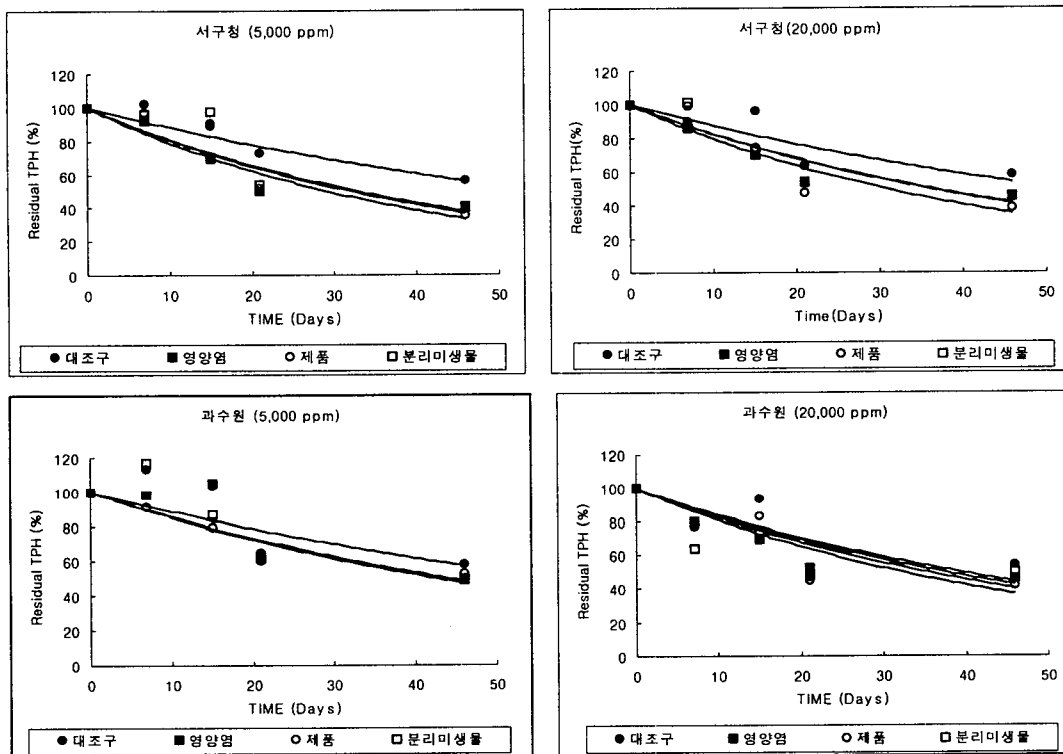 서구청 (5,000 ppm)
120
100
80
60
40
20
0
Residual TPH (%)
0 10 20 30 40 50
TIME (Days)
● 대조구 ■ 영양염 ○ 제품 □ 분리미생물
서구청(20,000 ppm)
120
100
80
60
40
20
0
Residual TPH(%)
0 10 20 30 40 50
Time(Days)
● 대조구 ■ 영양염 ○ 제품 □ 분리미생물
과수원 (5,000 ppm)
120
100
80
60
40
20
0
Residual TPH (%)
0 10 20 30 40 50
TIME (Days)
● 대조구 ■ 영양염 ○ 제품 □ 분리미생물
과수원 (20,000 ppm)
120
100
80
60
40
20
0
Residual TPH (%)
0 10 20 30 40 50
TIME (Days)
● 대조구 ■ 영양염 ○ 제품 □ 분리미생물